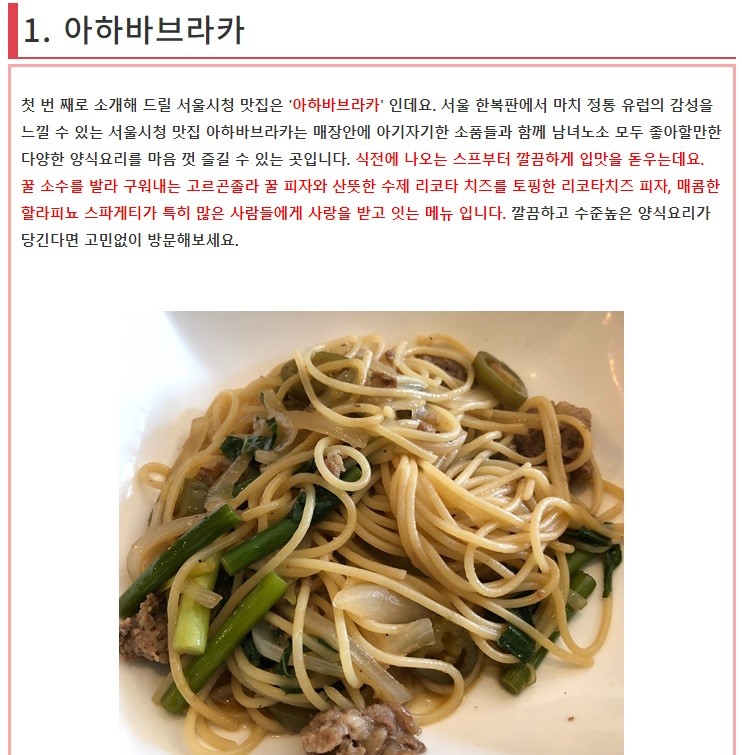 1. 아하바브라카
첫 번 째로 소개해 드릴 서울시청 맛집은 '아하바브라카' 인데요. 서울 한복판에서 마치 정통 유럽의 감성을
느낄 수 있는 서울시청 맛집 아하바브라카는 매장안에 아기자기한 소품들과 함께 남녀노소 모두 좋아할만한
다양한 양식요리를 마음 껏 즐길 수 있는 곳입니다. 식전에 나오는 스프부터 깔끔하게 입맛을 돋우는데요.
꿀 소수를 발라 구워내는 고르곤졸라 꿀 피자와 산뜻한 수제 리코타 치즈를 토핑한 리코타치즈 피자, 매콤한
할라피뇨 스파게티가 특히 많은 사람들에게 사랑을 받고 잇는 메뉴 입니다. 깔끔하고 수준높은 양식요리가
당긴다면 고민없이 방문해보세요.